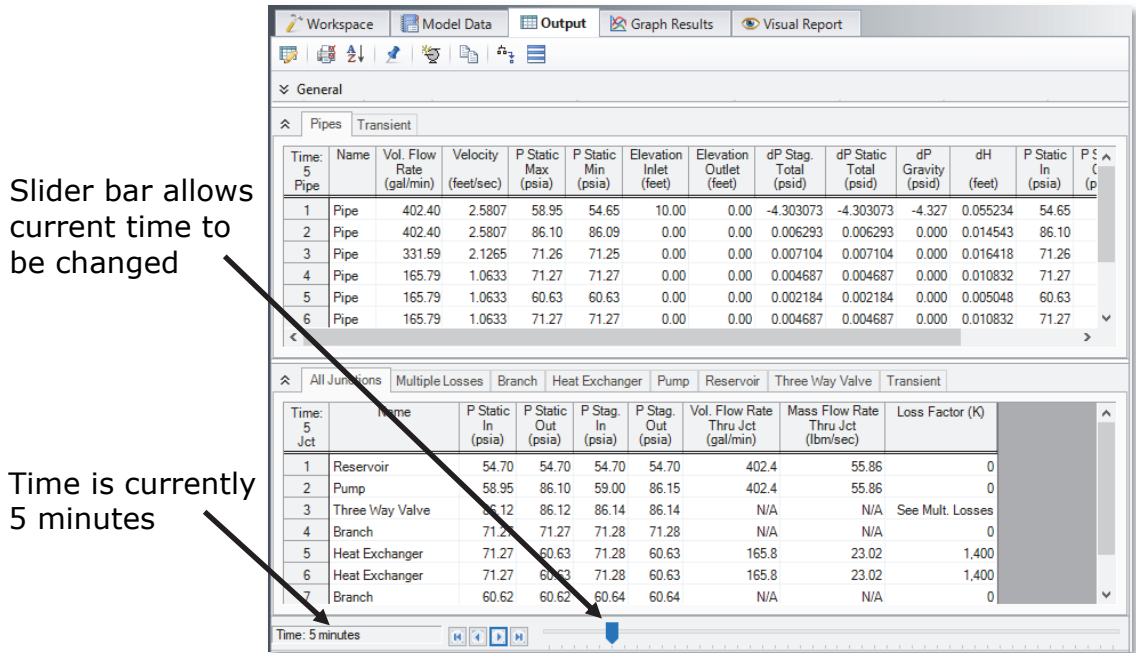 Workspace Model Data Output Graph Results Visual Report
General
Pipes Transient
Time: 5 Pipe Name Vol. Flow Rate (gal/min) Velocity (feet/sec) P Static Max (psia) P Static Min (psia) Elevation Inlet (feet) Elevation Outlet (feet) dP Stag. Total (psid) dP Static Total (psid) dP Gravity (psid) dH (feet) P Static In (psia)
1 Pipe 402.40 2.5807 58.95 54.65 10.00 0.00 -4.303073 -4.303073 -4.327 0.055234 54.65
2 Pipe 402.40 2.5807 86.10 86.09 0.00 0.00 0.006293 0.006293 0.000 0.014543 86.10
3 Pipe 331.59 2.1265 71.26 71.25 0.00 0.00 0.007104 0.007104 0.000 0.016418 71.26
4 Pipe 165.79 1.0633 71.27 71.27 0.00 0.00 0.004687 0.004687 0.000 0.010832 71.27
5 Pipe 165.79 1.0633 60.63 60.63 0.00 0.00 0.002184 0.002184 0.000 0.005048 60.63
6 Pipe 165.79 1.0633 71.27 71.27 0.00 0.00 0.004687 0.004687 0.000 0.010832 71.27
Slider bar allows
current time to
be changed
All Junctions Multiple Losses Branch Heat Exchanger Pump Reservoir Three Way Valve Transient
Time: 5 Jct Name P Static In (psia) P Static Out (psia) P Stag. In (psia) P Stag. Out (psia) Vol. Flow Rate Thru Jct (gal/min) Mass Flow Rate Thru Jct (lbm/sec) Loss Factor (K)
1 Reservoir 54.70 54.70 54.70 54.70 402.4 55.86 0
2 Pump 58.95 86.10 59.00 86.15 402.4 55.86 0
3 Three Way Valve 86.12 86.12 86.14 86.14 N/A N/A See Mult. Losses
4 Branch 71.27 71.27 71.28 71.28 N/A N/A 0
5 Heat Exchanger 71.27 60.63 71.28 60.63 165.8 23.02 1,400
6 Heat Exchanger 71.27 60.63 71.28 60.63 165.8 23.02 1,400
7 Branch 60.62 60.62 60.64 60.64 N/A N/A 0
Time is currently
5 minutes
Time: 5 minutes